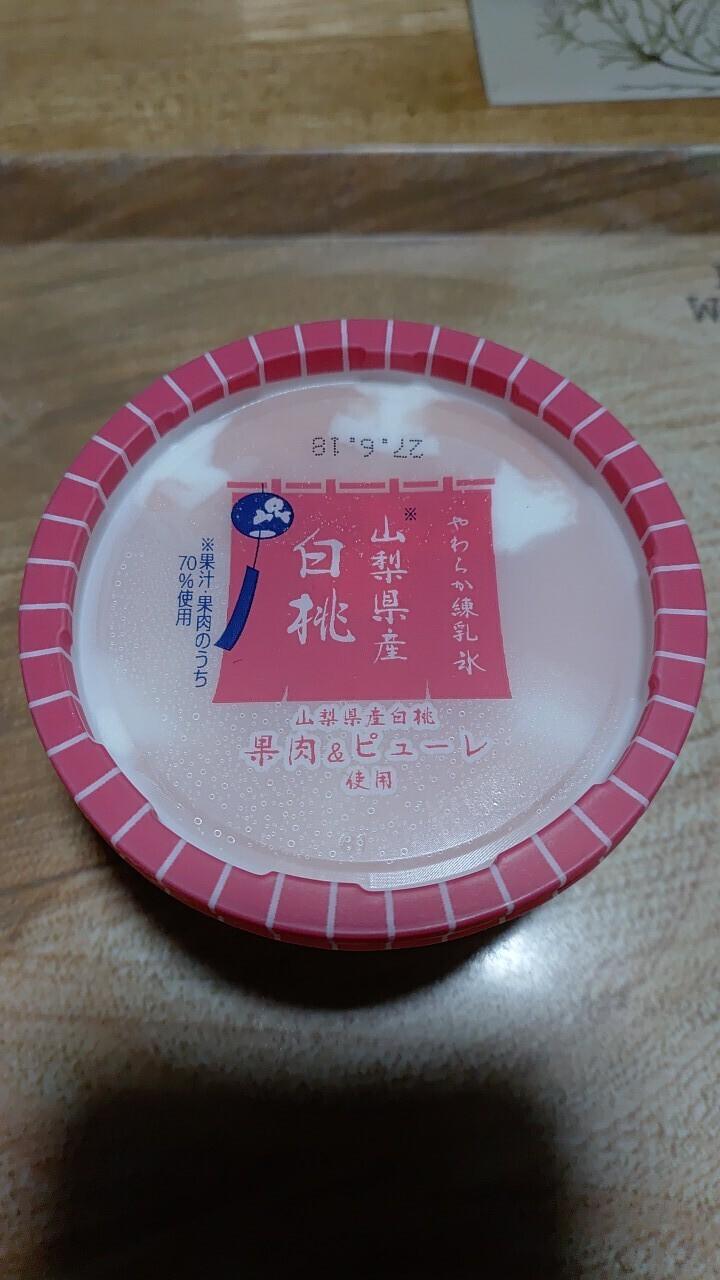 27.6.18
やわらか練乳氷
※
山梨県産
白桃
※果汁・果肉のうち
70%使用
山梨県産白桃
果肉&ピューレ
使用